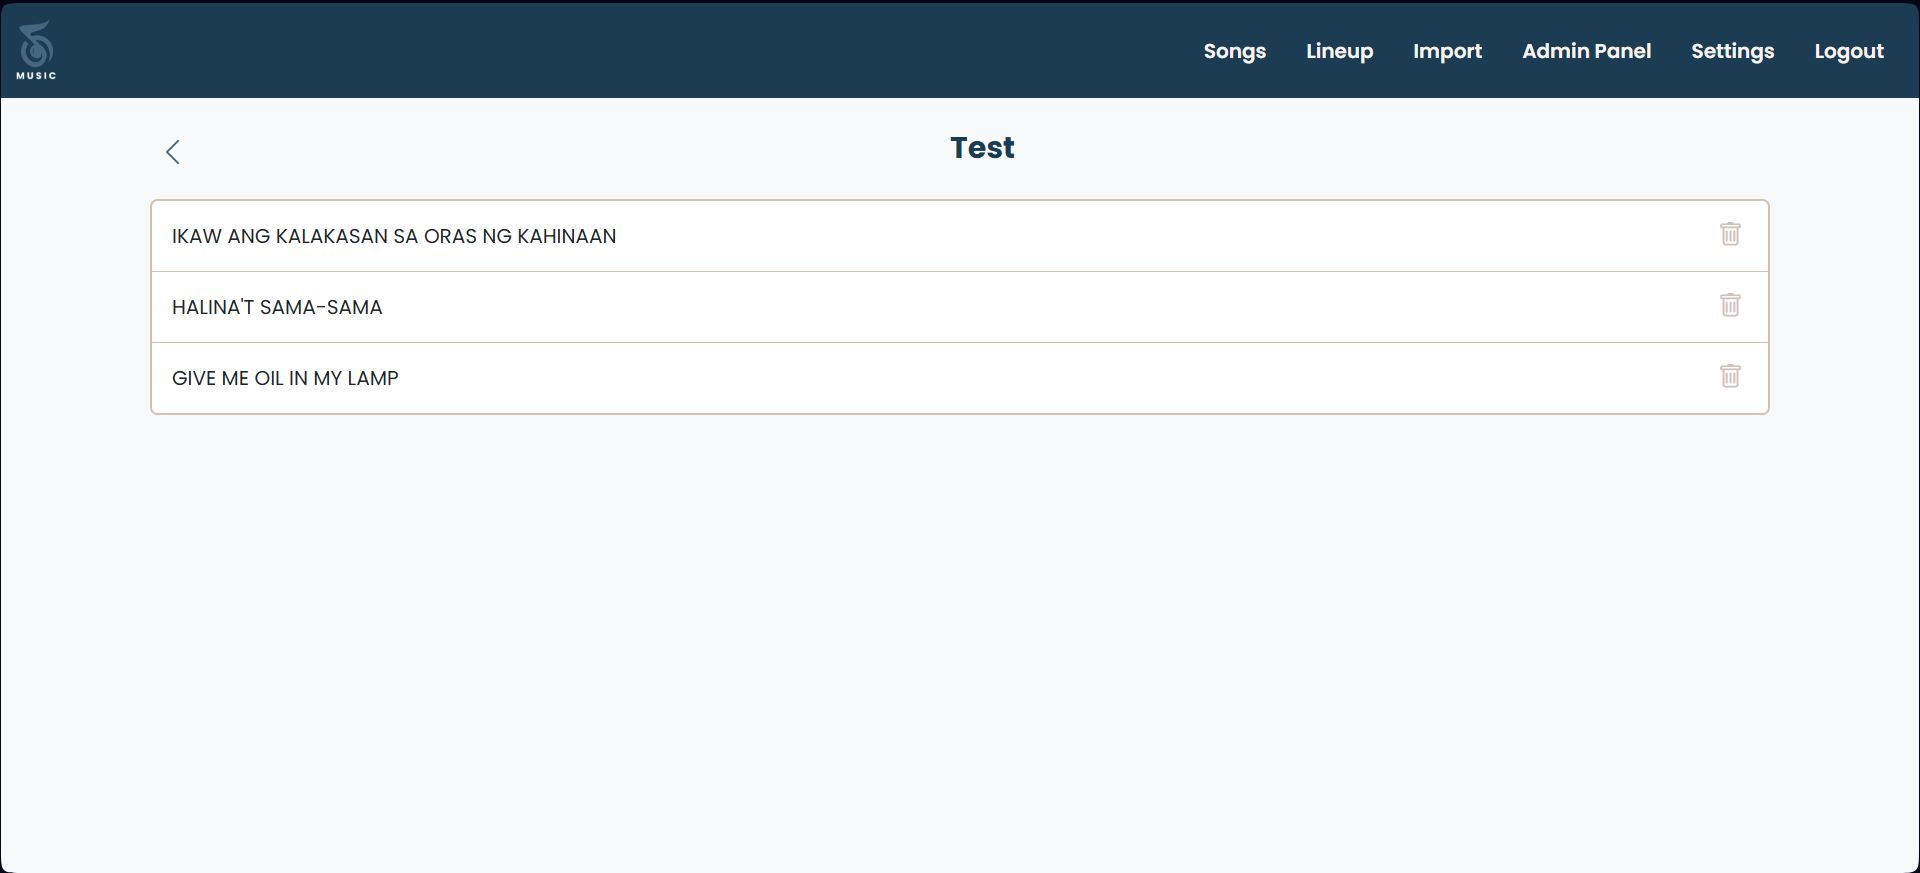 MUSIC
Songs Lineup Import Admin Panel Settings Logout
Test
IKAW ANG KALAKASAN SA ORAS NG KAHINAAN
HALINA'T SAMA-SAMA
GIVE ME OIL IN MY LAMP